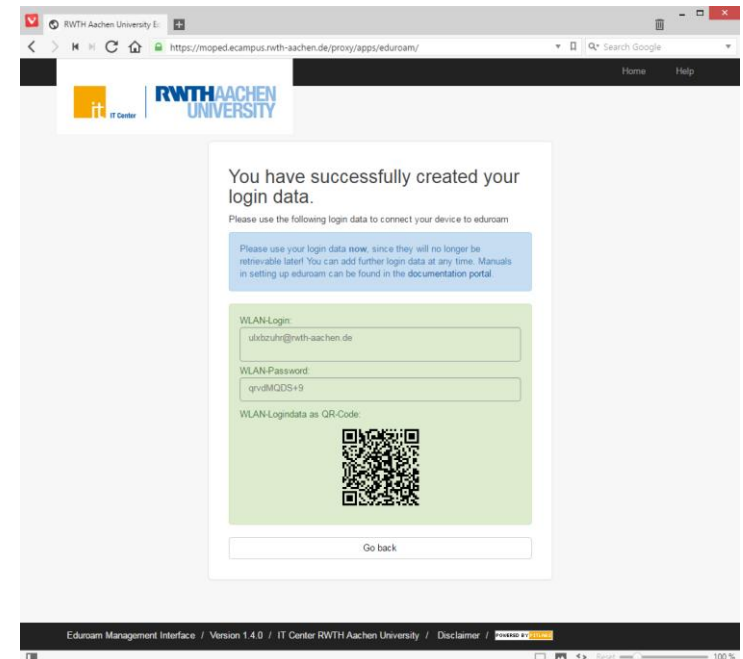 RWTH Aachen University E
https://moped.ecampus.rwth-aachen.de/proxy/apps/eduroam/
Search Google
Home Help
it IT Center
RWTHAACHEN
UNIVERSITY
You have successfully created your
login data.
Please use the following login data to connect your device to eduroam
Please use your login data now, since they will no longer be
retrievable later! You can add further login data at any time. Manuals
in setting up eduroam can be found in the documentation portal.
WLAN-Login:
ulxbzuhr@rwth-aachen.de
WLAN-Password:
qrvdMQDS+9
WLAN-Logindata as QR-Code:
Go back
Eduroam Management Interface / Version 1.4.0 / IT Center RWTH Aachen University / Disclaimer / POWERED BY
Reset 100 %